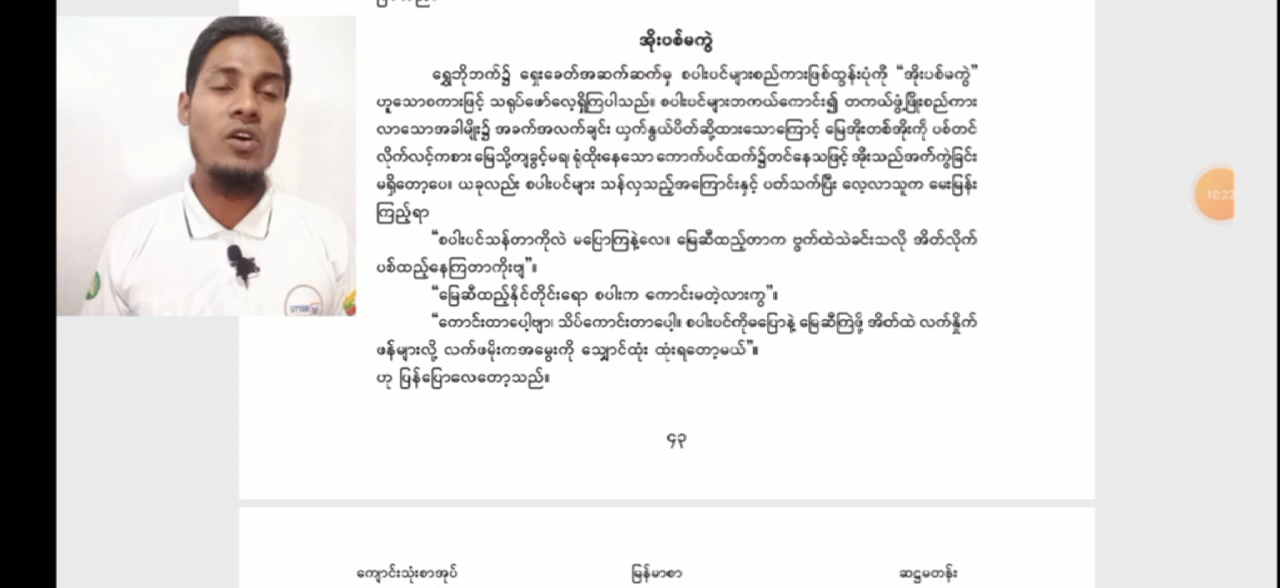 အိုးပစ်မကွဲ
ရွှေဘိုဘက်၌ ရှေးခေတ်အဆက်ဆက်မှ စပါးပင်များစည်ကားဖြစ်ထွန်းပုံကို “အိုးပစ်မကွဲ”
ဟူသောစကားဖြင့် သရုပ်ဖော်လေ့ရှိကြပါသည်။ စပါးပင်များဘကယ်ကောင်း၍ တကယ်ဖွံ့ဖြိုးစည်ကား
လာသောအခါမျိုး၌ အခက်အလက်ချင်း ယှက်နွယ်ပိတ်ဆို့ထားသောကြောင့် မြေအိုးတစ်အိုးကို ပစ်တင်
လိုက်လင့်ကစား မြေသို့ကျခွင့်မရ၊ ရုံထိုးနေသော ကောက်ပင်ထက်၌တင်နေသဖြင့် အိုးသည်အက်ကွဲခြင်း
မရှိတော့ပေ။ ယခုလည်း စပါးပင်များ သန်လှသည့်အကြောင်းနှင့် ပတ်သက်ပြီး လေ့လာသူက မေးမြန်း
ကြည့်ရာ
“စပါးပင်သန်တာကိုလဲ မပြောကြနဲ့လေ။ မြေဆီထည့်တာက ဗွက်ထဲသဲခင်းသလို အိတ်လိုက်
ပစ်ထည့်နေကြတာကိုးဗျ”။
“မြေဆီထည့်နိုင်တိုင်းရော စပါးက ကောင်းမတဲ့လားကွ”။
“ကောင်းတာပေါ့ဗျာ၊ သိပ်ကောင်းတာပေါ့။ စပါးပင်ကိုမပြောနဲ့ မြေဆီကြဲဖို့ အိတ်ထဲ လက်နှိုက်
ဖန်များလို့ လက်ဖမိုးကအမွေးကို သျှောင်ထုံး ထုံးရတော့မယ်”။
ဟု ပြန်ပြောလေတော့သည်။
၄၃
ကျောင်းသုံးစာအုပ် မြန်မာစာ ဆဋ္ဌမတန်း
10:22